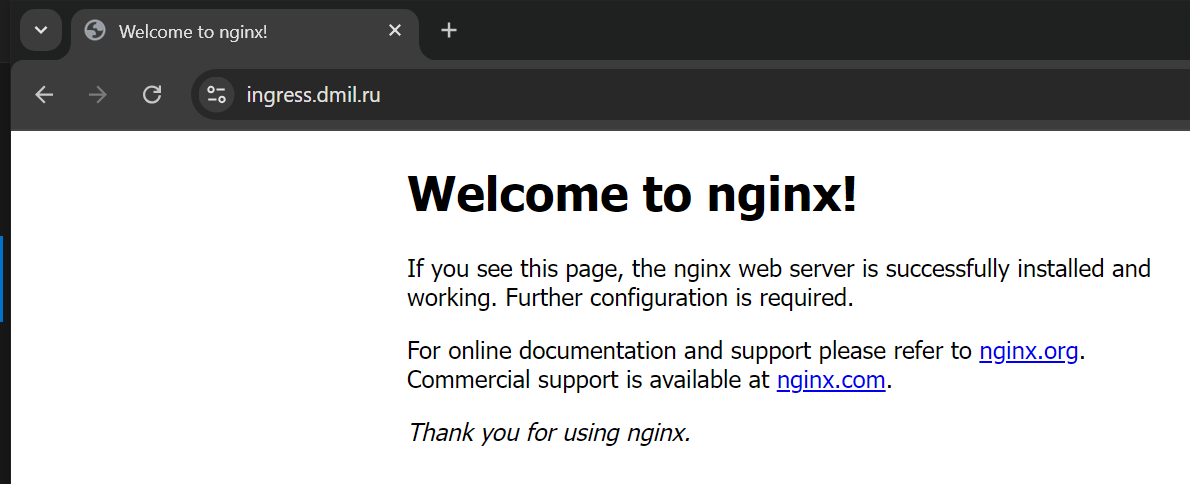 Welcome to nginx!
ingress.dmil.ru
Welcome to nginx!
If you see this page, the nginx web server is successfully installed and
working. Further configuration is required.
For online documentation and support please refer to nginx.org.
Commercial support is available at nginx.com.
Thank you for using nginx.